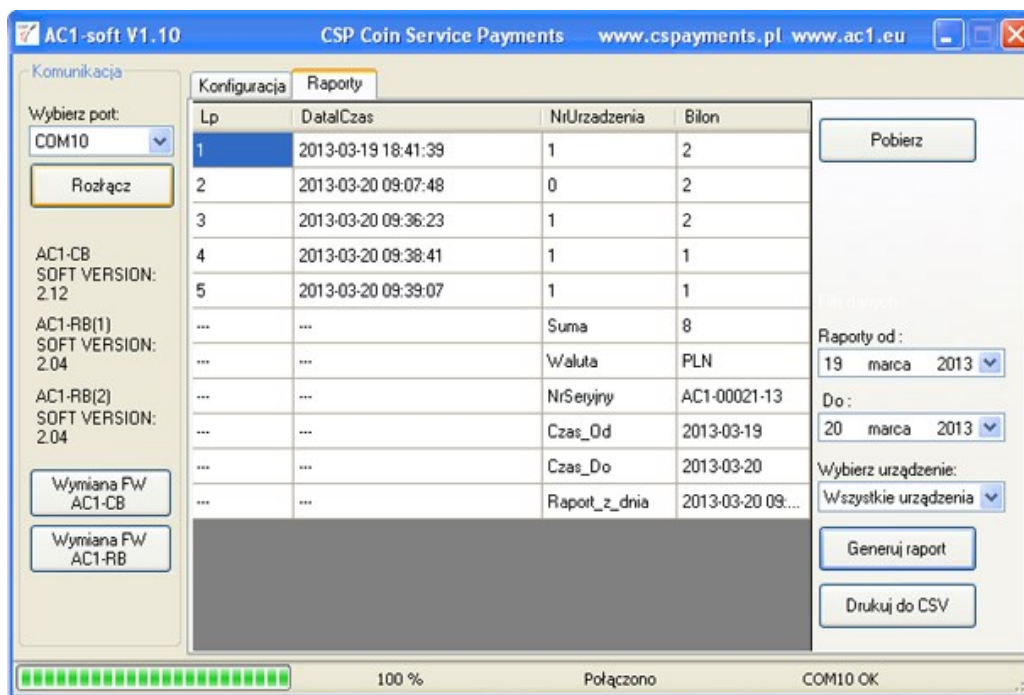 AC1-soft V1.10 CSP Coin Service Payments www.cspayments.pl www.ac1.eu
Komunikacja
Wybierz port:
COM10
Rozłącz
AC1-CB
SOFT VERSION:
2.12
AC1-RB(1)
SOFT VERSION:
2.04
AC1-RB(2)
SOFT VERSION:
2.04
Wymiana FW
AC1-CB
Wymiana FW
AC1-RB
Konfiguracja Raporty
Lp DataICzas NrUrzadzenia Bilon
1 2013-03-19 18:41:39 1 2
2 2013-03-20 09:07:48 0 2
3 2013-03-20 09:36:23 1 2
4 2013-03-20 09:38:41 1 1
5 2013-03-20 09:39:07 1 1
--- --- Suma 8
--- --- Waluta PLN
--- --- NrSeryjny AC1-00021-13
--- --- Czas_Od 2013-03-19
--- --- Czas_Do 2013-03-20
--- --- Raport_z_dnia 2013-03-20 09:...
Pobierz
Raporty od :
19 marca 2013
Do :
20 marca 2013
Wybierz urządzenie:
Wszystkie urządzenia
Generuj raport
Drukuj do CSV
100 % Połączono COM10 OK